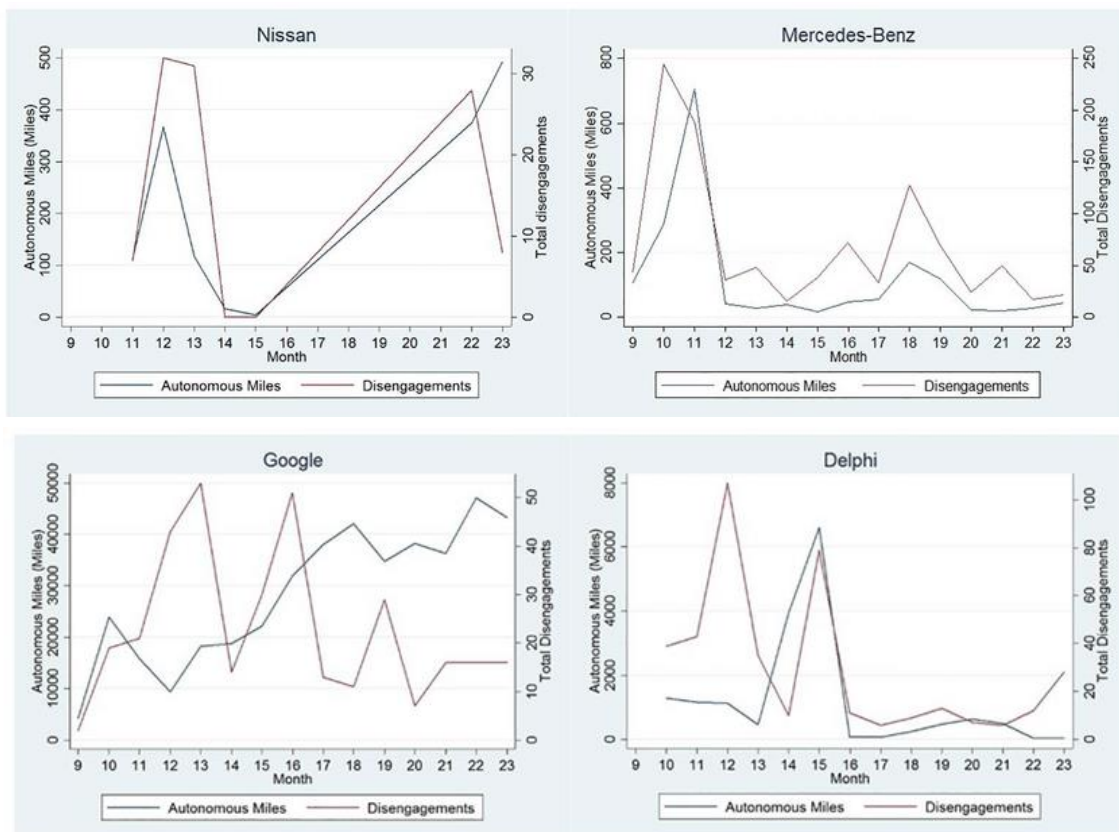 Nissan
Autonomous Miles (Miles)
500
400
300
200
100
0
30
20
10
0
Total disengagements
9 10 11 12 13 14 15 16 17 18 19 20 21 22 23
Month
Autonomous Miles Disengagements
Mercedes-Benz
Autonomous Miles (Miles)
800
600
400
200
0
250
200
150
100
50
0
Total Disengagements
9 10 11 12 13 14 15 16 17 18 19 20 21 22 23
Month
Autonomous Miles Disengagements
Google
Autonomous Miles (Miles)
50000
40000
30000
20000
10000
0
50
40
30
20
10
0
Total Disengagements
9 10 11 12 13 14 15 16 17 18 19 20 21 22 23
Month
Autonomous Miles Disengagements
Delphi
Autonomous Miles (Miles)
8000
6000
4000
2000
0
100
80
60
40
20
0
Total Disengagements
9 10 11 12 13 14 15 16 17 18 19 20 21 22 23
Month
Autonomous Miles Disengagements